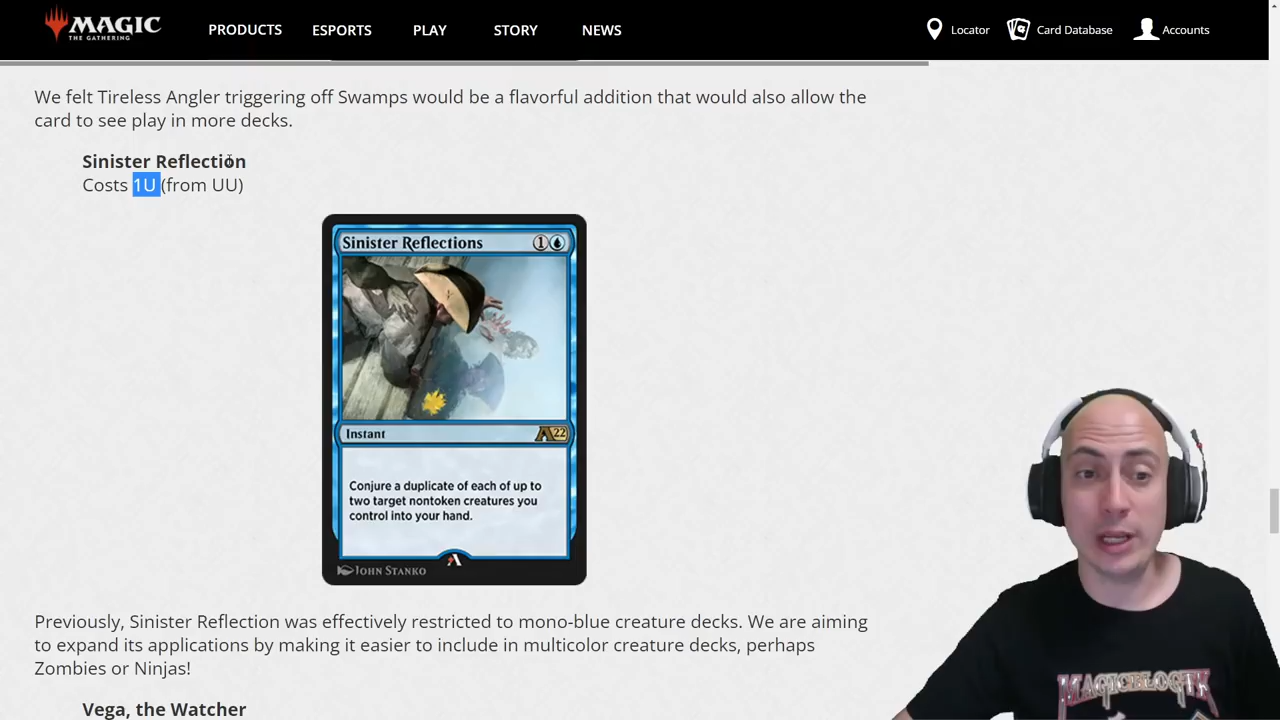 MAGIC
THE GATHERING
PRODUCTS
ESPORTS
PLAY
STORY
NEWS
Locator
Card Database
Accounts
We felt Tireless Angler triggering off Swamps would be a flavorful addition that would also allow the
card to see play in more decks.
Sinister Reflection
Costs 1U (from UU)
Sinister Reflections 1
Instant
A22
Conjure a duplicate of each of up to
two target nontoken creatures you
control into your hand.
JOHN STANKO
Previously, Sinister Reflection was effectively restricted to mono-blue creature decks. We are aiming
to expand its applications by making it easier to include in multicolor creature decks, perhaps
Zombies or Ninjas!
Vega, the Watcher